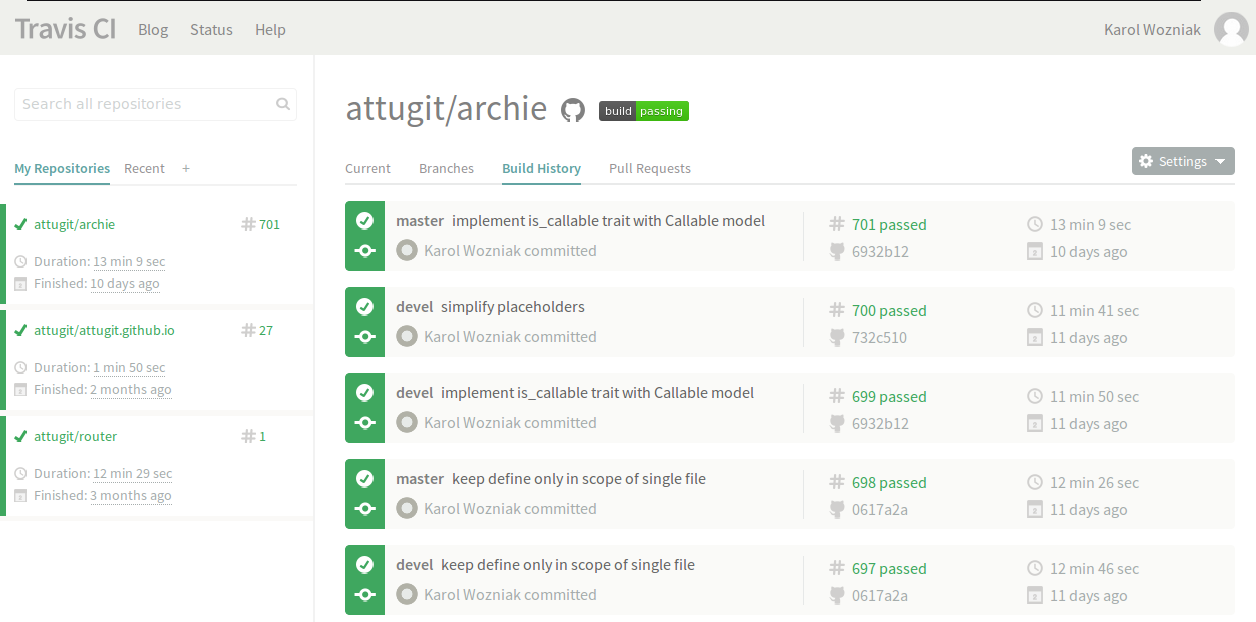 Travis CI Blog Status Help Karol Wozniak
Search all repositories
My Repositories Recent +
attugit/archie # 701
Duration: 13 min 9 sec
Finished: 10 days ago
attugit/attugit.github.io # 27
Duration: 1 min 50 sec
Finished: 2 months ago
attugit/router # 1
Duration: 12 min 29 sec
Finished: 3 months ago
attugit/archie build passing
Current Branches Build History Pull Requests Settings
master implement is_callable trait with Callable model # 701 passed 13 min 9 sec
Karol Wozniak committed 6932b12 10 days ago
devel simplify placeholders # 700 passed 11 min 41 sec
Karol Wozniak committed 732c510 11 days ago
devel implement is_callable trait with Callable model # 699 passed 11 min 50 sec
Karol Wozniak committed 6932b12 11 days ago
master keep define only in scope of single file # 698 passed 12 min 26 sec
Karol Wozniak committed 0617a2a 11 days ago
devel keep define only in scope of single file # 697 passed 12 min 46 sec
Karol Wozniak committed 0617a2a 11 days ago